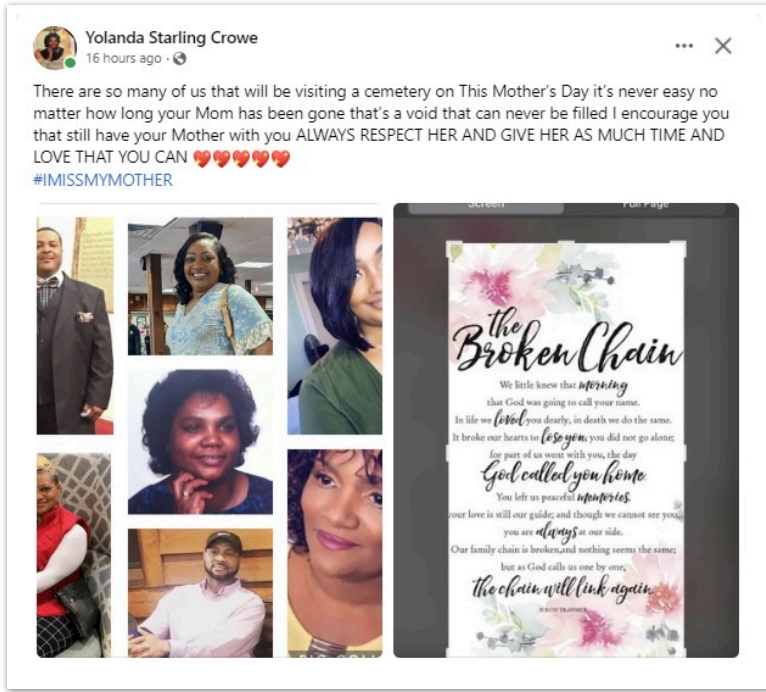 Yolanda Starling Crowe
16 hours ago ·
There are so many of us that will be visiting a cemetery on This Mother's Day it's never easy no
matter how long your Mom has been gone that's a void that can never be filled I encourage you
that still have your Mother with you ALWAYS RESPECT HER AND GIVE HER AS MUCH TIME AND
LOVE THAT YOU CAN 💖💖💖💖💖
#IMISSMYMOTHER
Screen Full Page
the
Broken Chain
We little knew that morning
that God was going to call your name.
In life we loved you dearly, in death we do the same.
It broke our hearts to lose you, you did not go alone;
for part of us went with you, the day
God called you home.
You left us peaceful memories,
your love is still our guide; and though we cannot see you,
you are always at our side.
Our family chain is broken,and nothing seems the same;
but as God calls us one by one,
the chain will link again.
©RON TRANMER